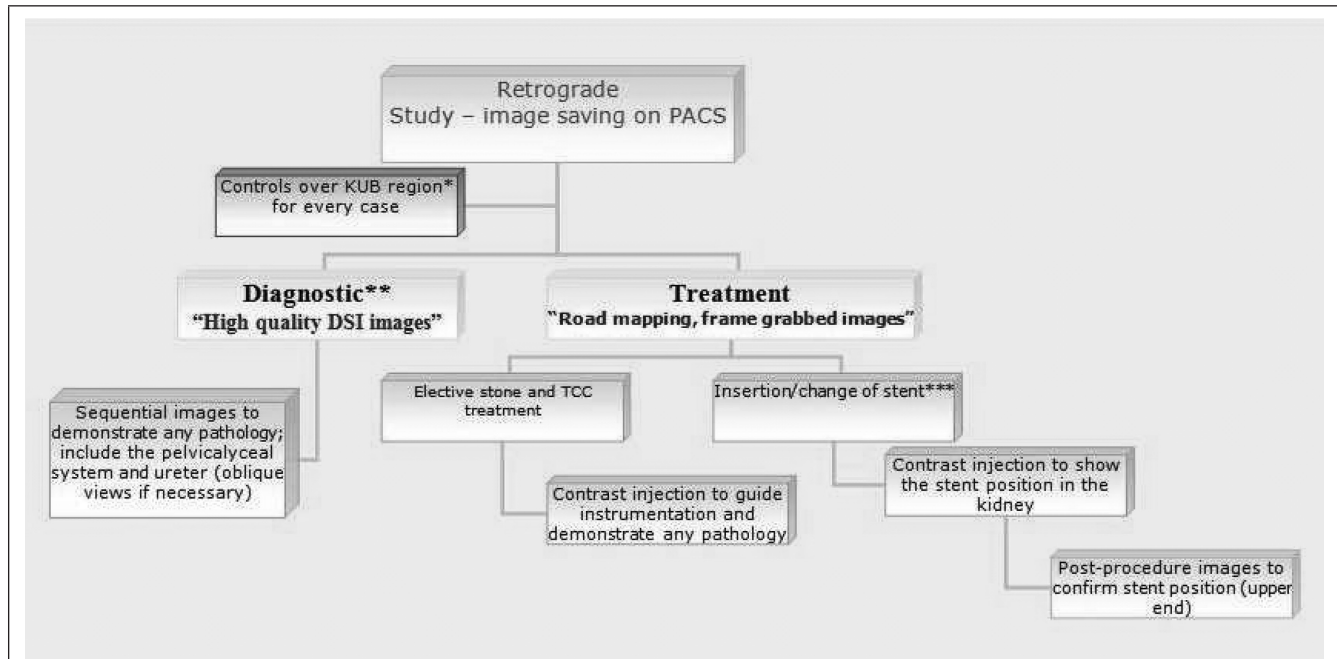 Retrograde
Study – image saving on PACS
Controls over KUB region*
for every case
Diagnostic**
“High quality DSI images”
Treatment
“Road mapping, frame grabbed images”
Sequential images to
demonstrate any pathology;
include the pelvicalyceal
system and ureter (oblique
views if necessary)
Elective stone and TCC
treatment
Contrast injection to guide
instrumentation and
demonstrate any pathology
Insertion/change of stent***
Contrast injection to show
the stent position in the
kidney
Post-procedure images to
confirm stent position (upper
end)